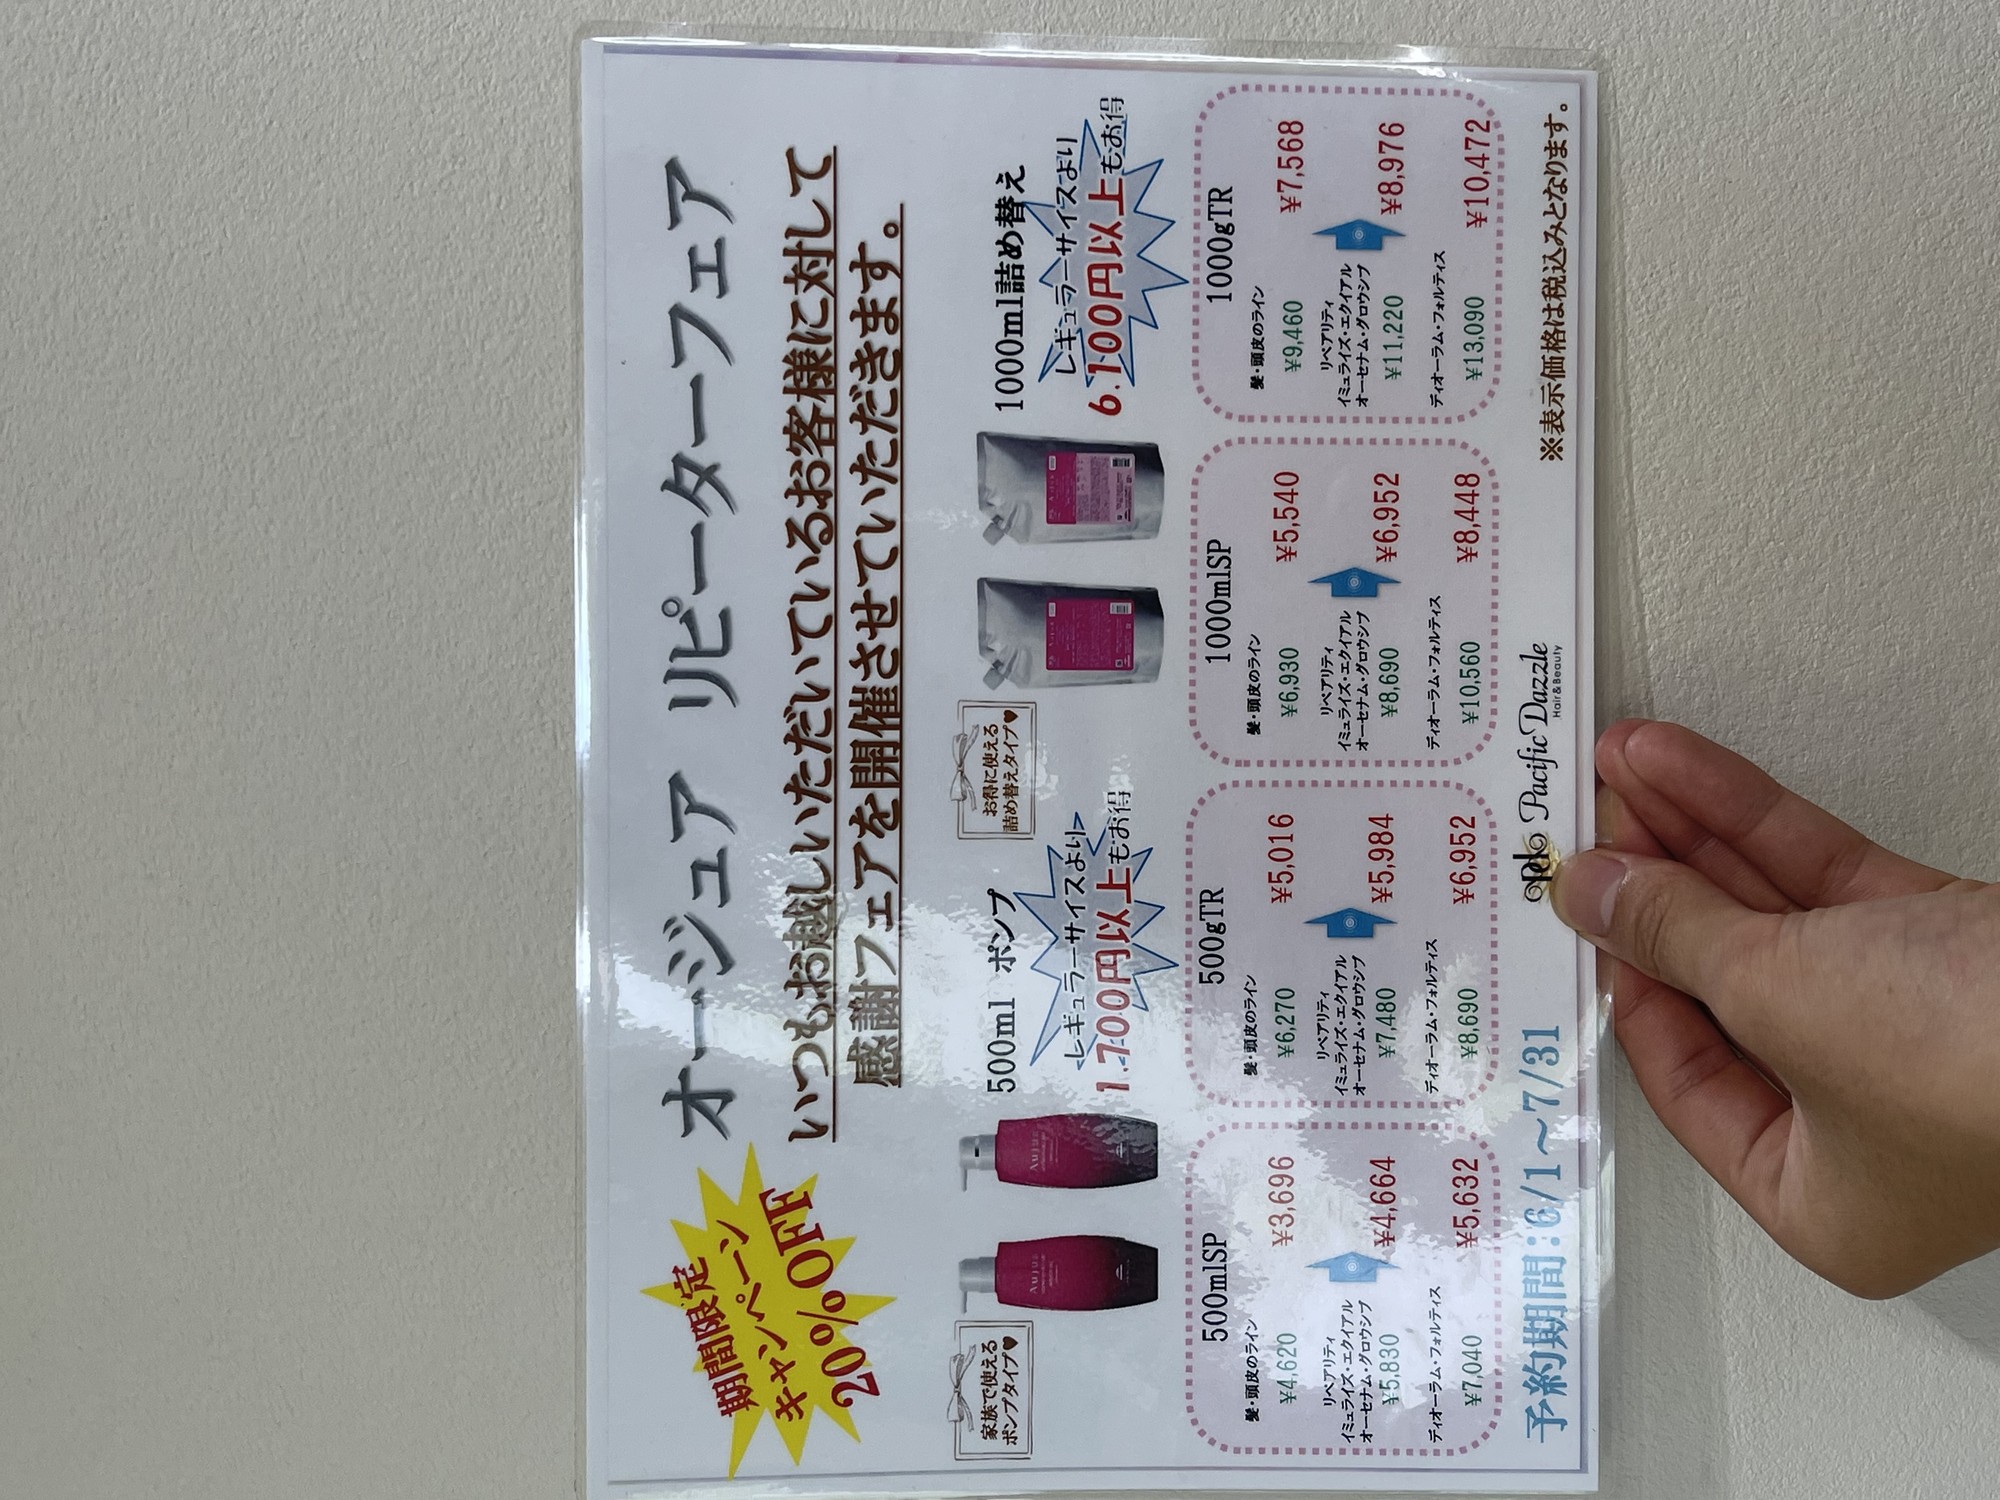 期間限定
キャンペーン
20%OFF
オージュア リピーターフェア
いつもお越しいただいているお客様に対して
感謝フェアを開催させていただきます。
家族で使える
ポンプタイプ♥
Aujua
Aujua
500ml ポンプ
レギュラーサイズより
1.700円以上もお得
お得に使える
詰め替えタイプ♥
1000ml詰め替え
レギュラーサイズより
6.100円以上もお得
500mlSP
髪・頭皮のライン
¥4,620 ¥3,696
リペアリティ
イミュライズ・エクイアル
オーセナム・グロウシブ
¥5,830 ¥4,664
ディオーラム・フォルティス
¥7,040 ¥5,632
500gTR
髪・頭皮のライン
¥6,270 ¥5,016
リペアリティ
イミュライズ・エクイアル
オーセナム・グロウシブ
¥7,480 ¥5,984
ディオーラム・フォルティス
¥8,690 ¥6,952
1000mlSP
髪・頭皮のライン
¥6,930 ¥5,540
リペアリティ
イミュライズ・エクイアル
オーセナム・グロウシブ
¥8,690 ¥6,952
ディオーラム・フォルティス
¥10,560 ¥8,448
1000gTR
髪・頭皮のライン
¥9,460 ¥7,568
リペアリティ
イミュライズ・エクイアル
オーセナム・グロウシブ
¥11,220 ¥8,976
ディオーラム・フォルティス
¥13,090 ¥10,472
予約期間:6/1～7/31
Pacific Dazzle
Hair&Beauty
※表示価格は税込みとなります。